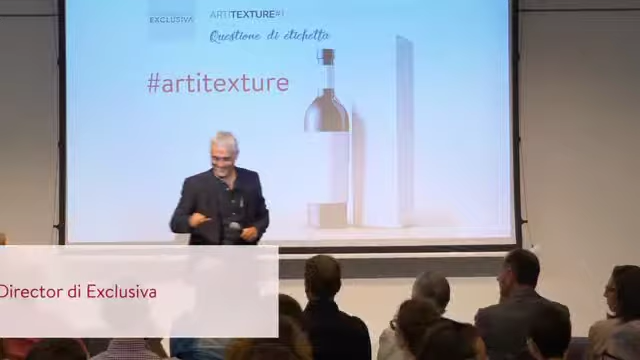 EXCLUSIVA
ARTITEXTURE#1
Questione di etichetta
#artitexture
Director di Exclusiva